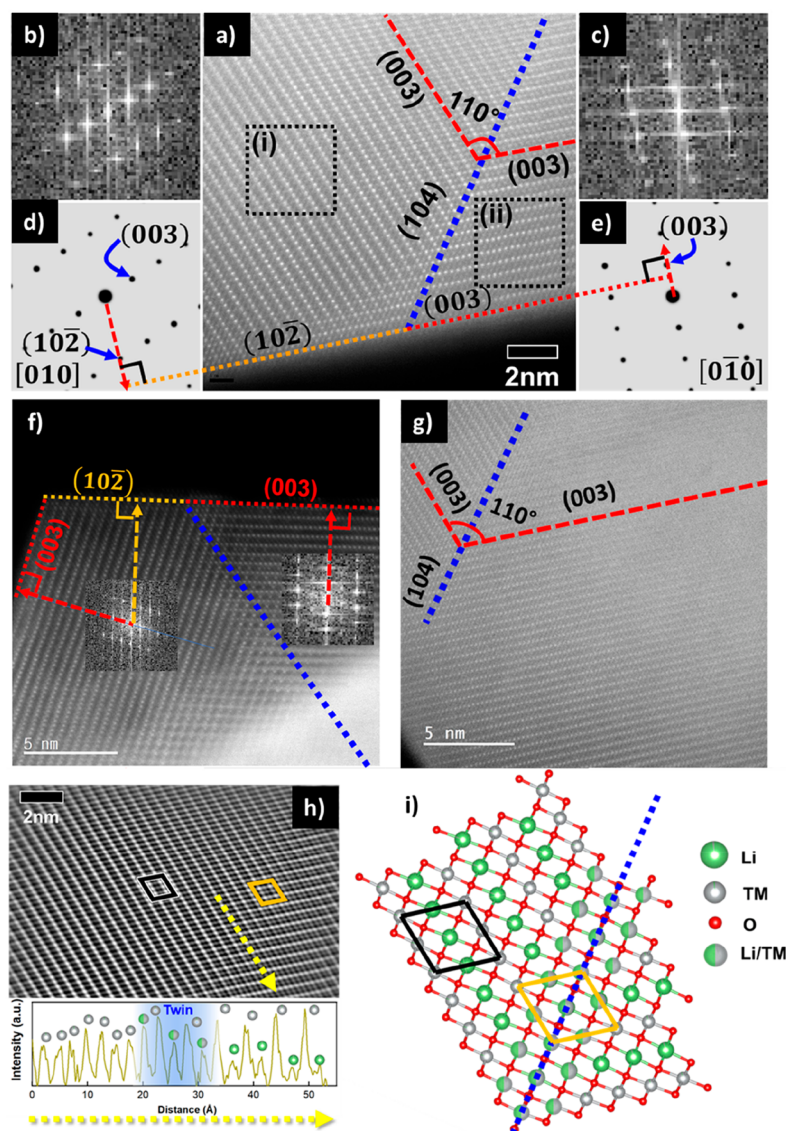 b)
a)
c)
(003)
110°
(003)
(i)
(104)
(ii)
d)
(003)
(102̅)
[010]
(102̅)
(003)
2nm
e)
(003)
[01̅0]
f)
(102̅)
(003)
(003)
5 nm
g)
(003)
110°
(003)
(104)
5 nm
2nm
h)
Intensity (a.u.)
Twin
0 10 20 30 40 50
Distance (Å)
i)
Li
TM
O
Li/TM